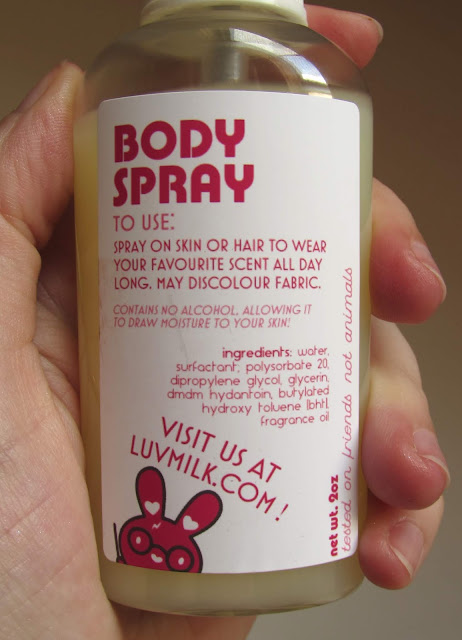 BODY
SPRAY
TO USE:
SPRAY ON SKIN OR HAIR TO WEAR
YOUR FAVOURITE SCENT ALL DAY
LONG. MAY DISCOLOUR FABRIC.
CONTAINS NO ALCOHOL, ALLOWING IT
TO DRAW MOISTURE TO YOUR SKIN!
ingredients: water,
surfactant, polysorbate 20,
dipropylene glycol, glycerin,
dmdm hydantoin, butylated
hydroxy toluene [bht],
fragrance oil
VISIT US AT
LUVMILK.COM !
net wt. 2oz
tested on friends not animals